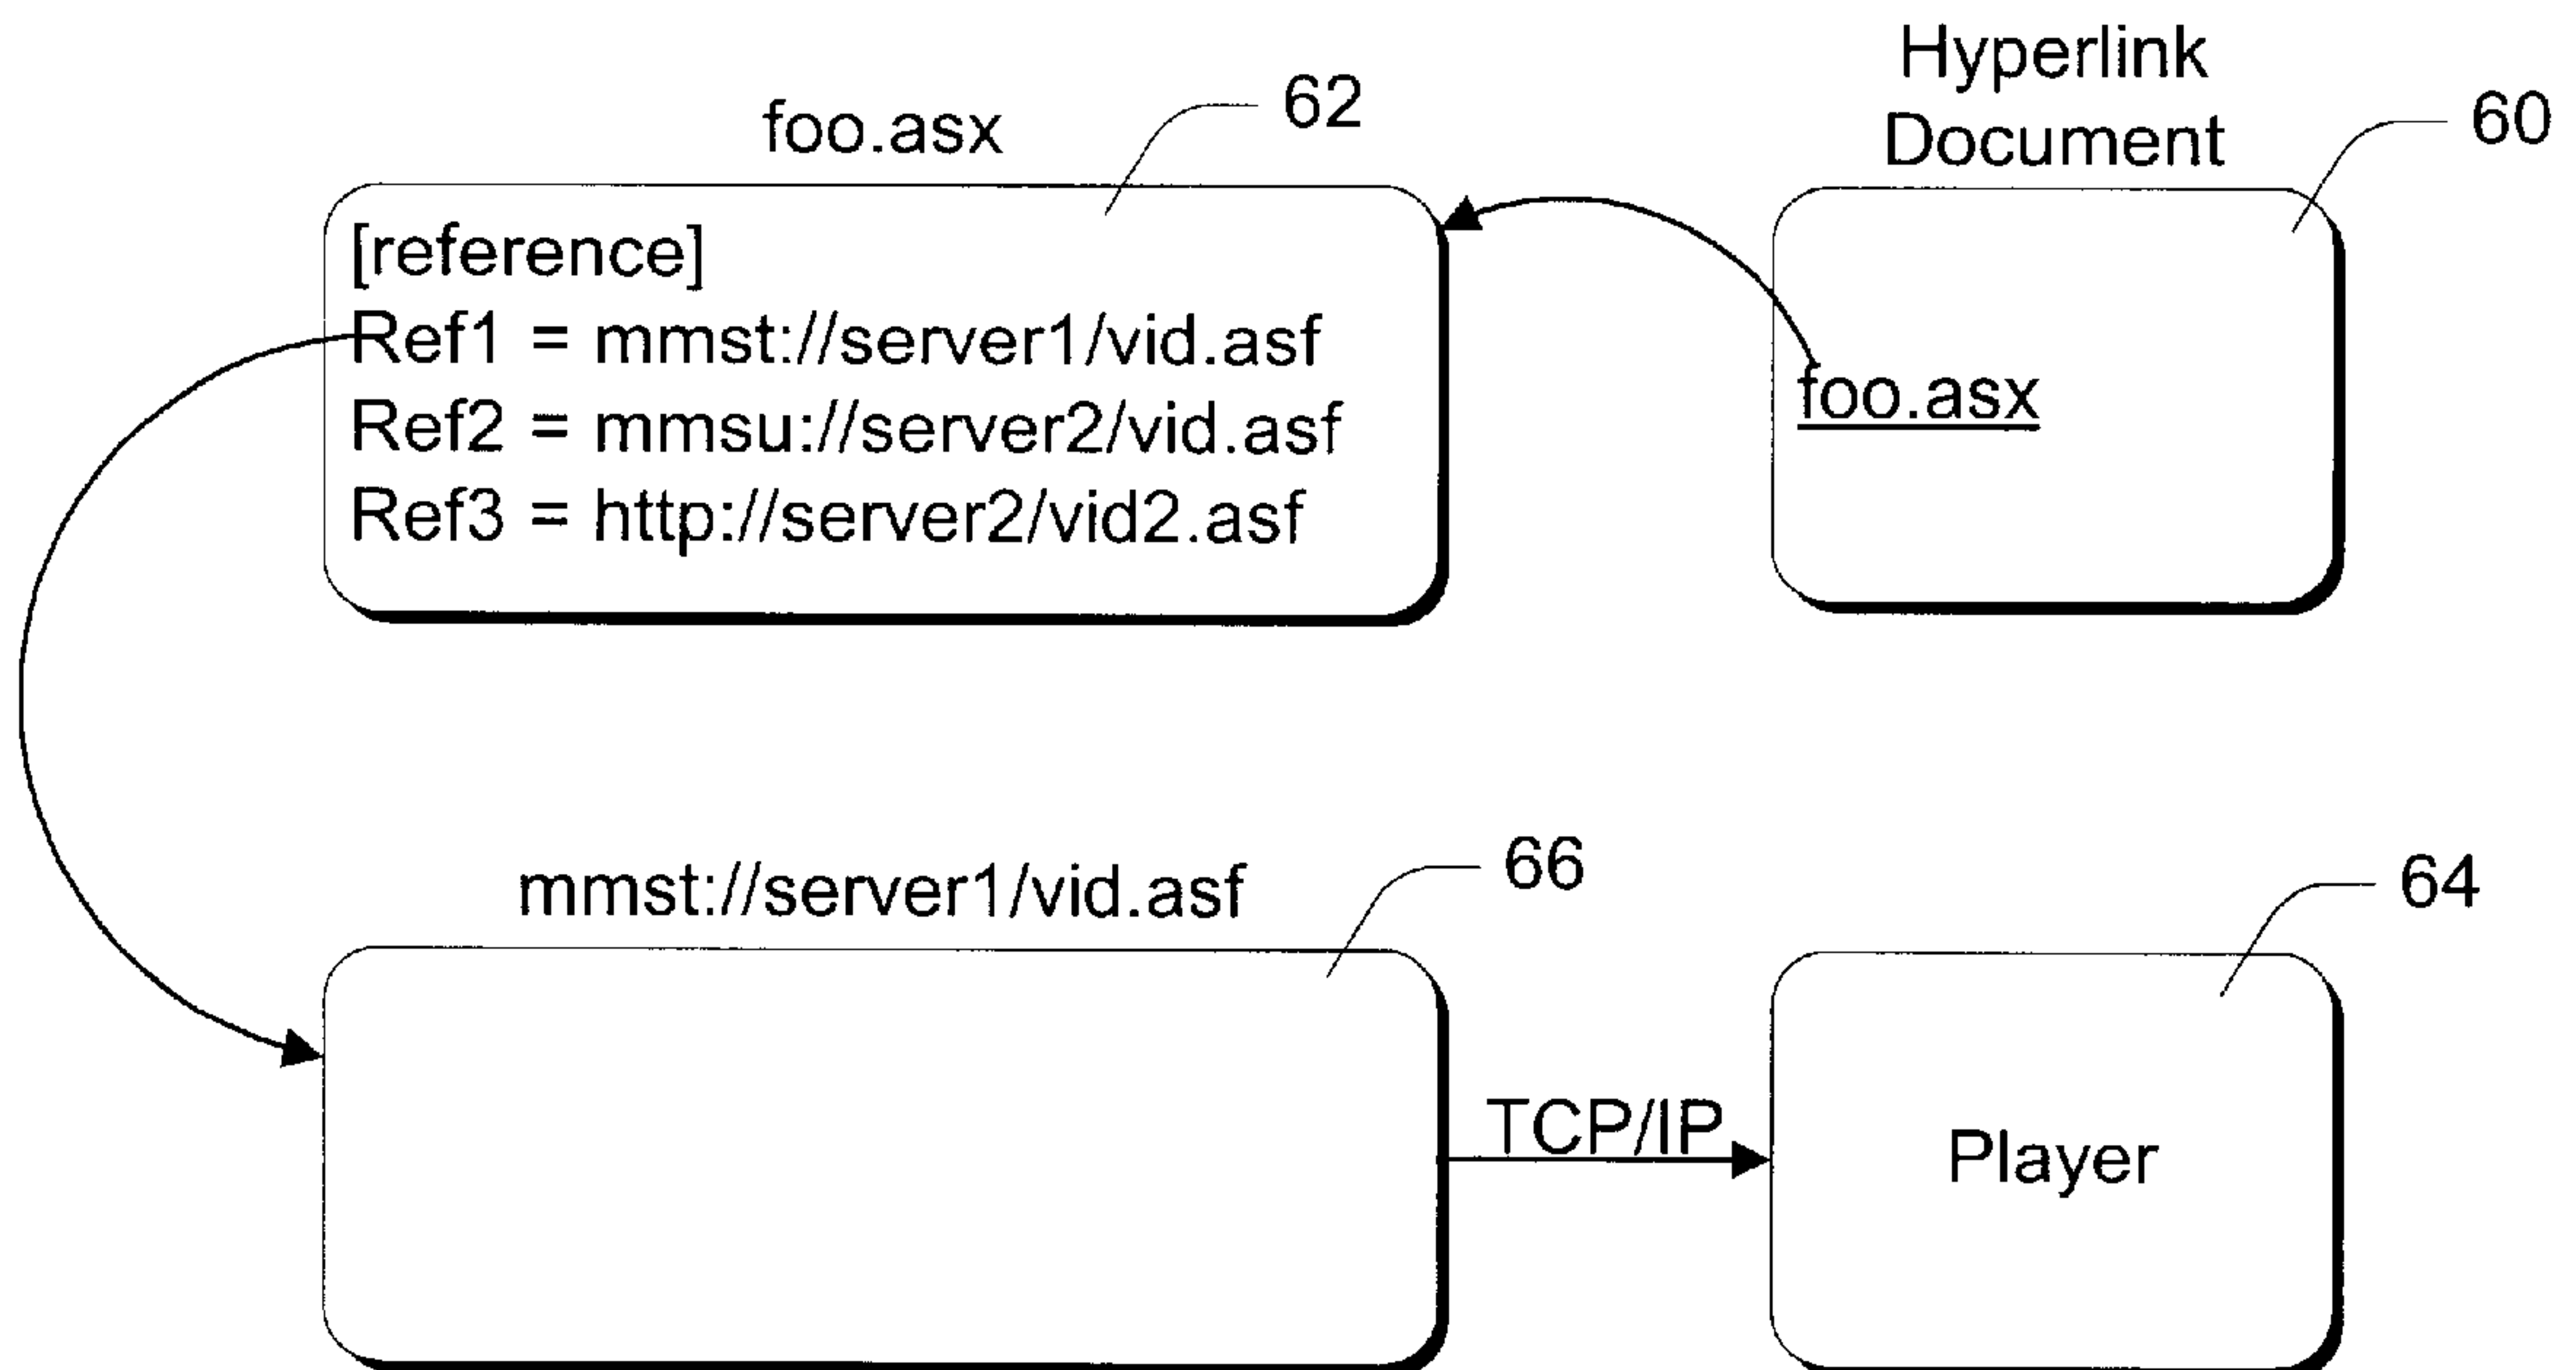 Hyperlink
Document
60
foo.asx
62
[reference]
Ref1 = mmst://server1/vid.asf
Ref2 = mmsu://server2/vid.asf
Ref3 = http://server2/vid2.asf
foo.asx
mmst://server1/vid.asf
66
64
TCP/IP
Player